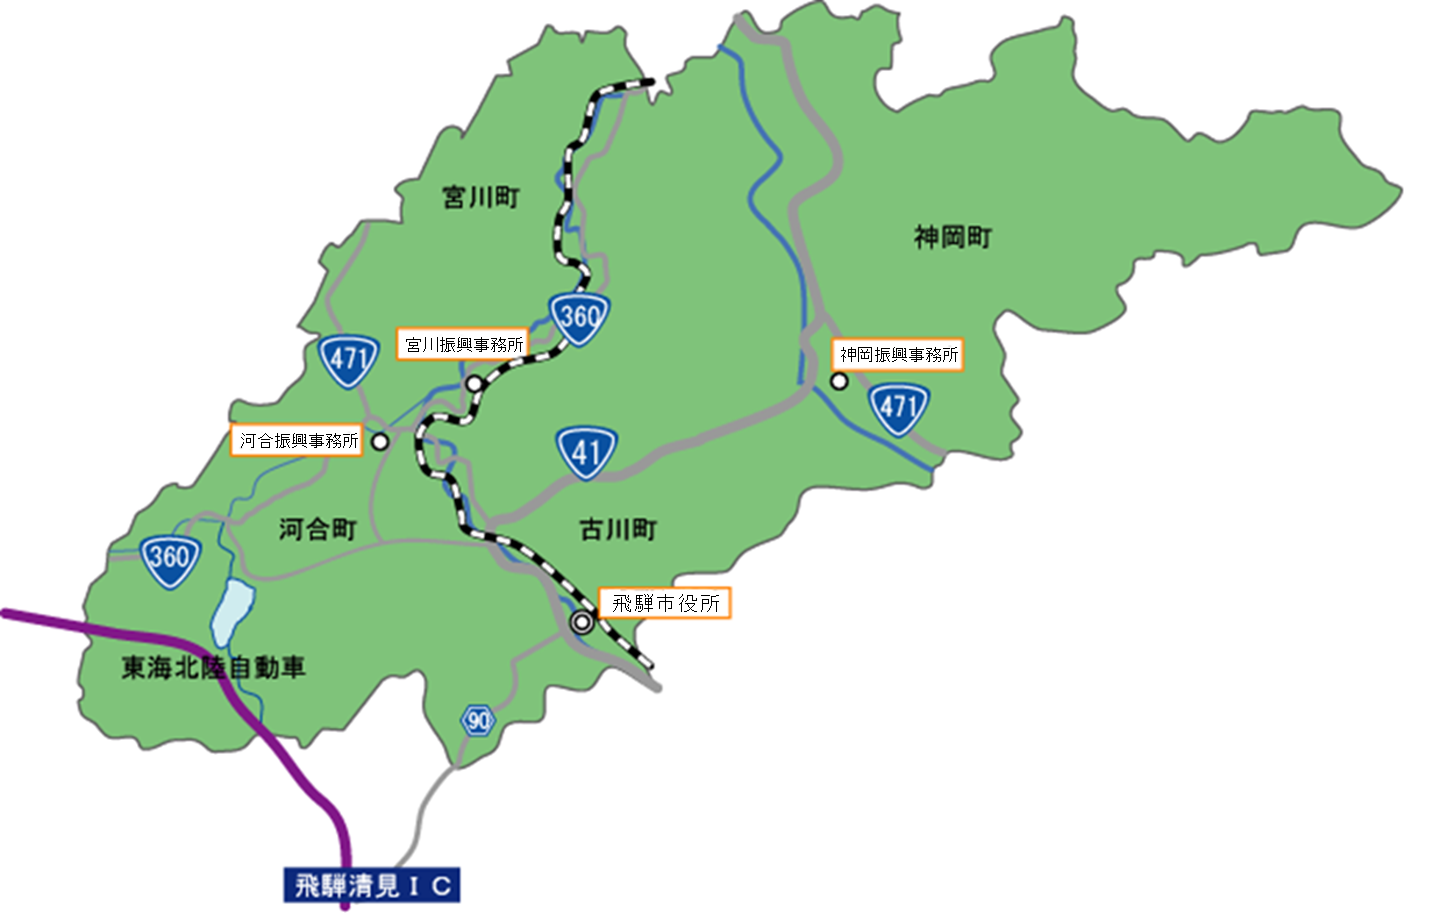 宮川町
神岡町
360
宮川振興事務所
神岡振興事務所
471
471
河合振興事務所
41
河合町
古川町
360
飛騨市役所
東海北陸自動車
90
飛騨清見ＩＣ